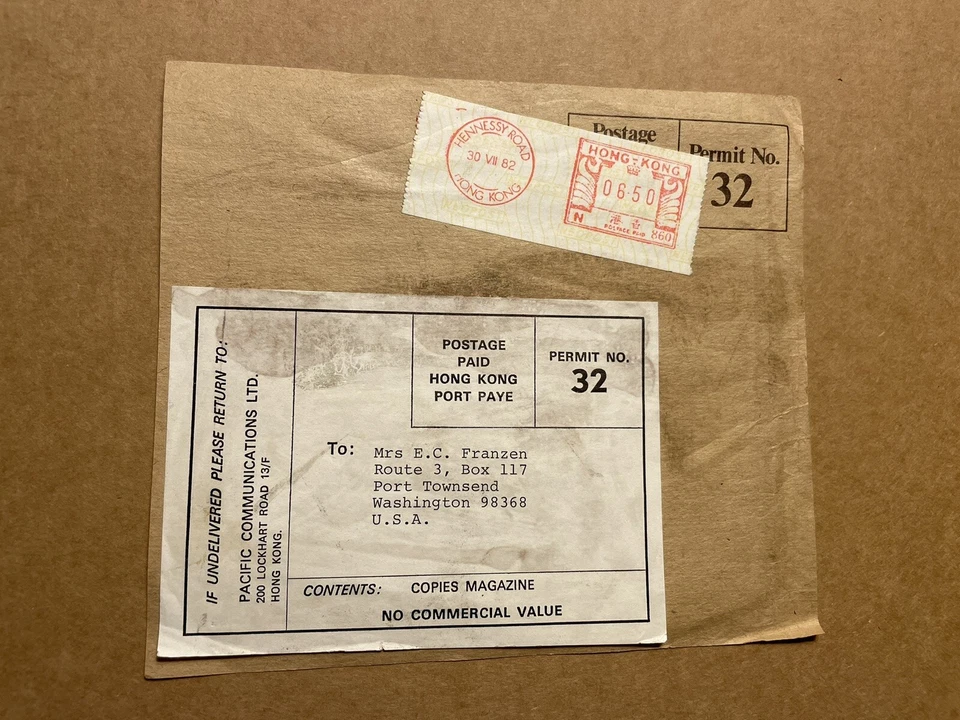 HENNESSY ROAD
30 VII 82
HONG KONG
HONG-KONG
06·50
N 港香 860
POSTAGE PAID
Postage
Permit No.
32
IF UNDELIVERED PLEASE RETURN TO:
PACIFIC COMMUNICATIONS LTD.
200 LOCKHART ROAD 13/F
HONG KONG.
POSTAGE
PAID
HONG KONG
PORT PAYE
PERMIT NO.
32
To: Mrs E.C. Franzen
Route 3, Box 117
Port Townsend
Washington 98368
U.S.A.
CONTENTS: COPIES MAGAZINE
NO COMMERCIAL VALUE